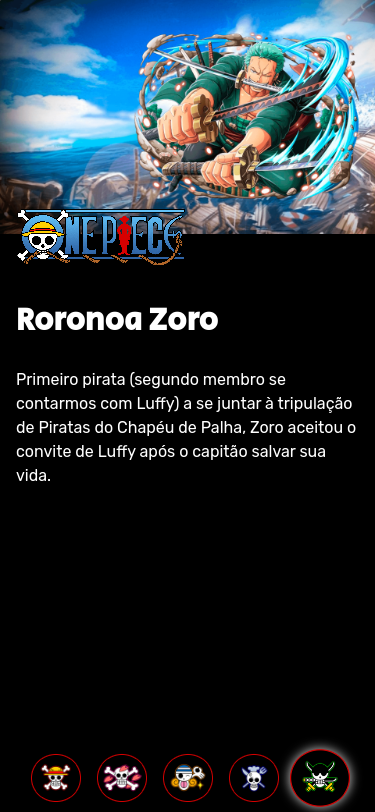 ONE PIECE
Roronoa Zoro
Primeiro pirata (segundo membro se
contarmos com Luffy) a se juntar à tripulação
de Piratas do Chapéu de Palha, Zoro aceitou o
convite de Luffy após o capitão salvar sua
vida.